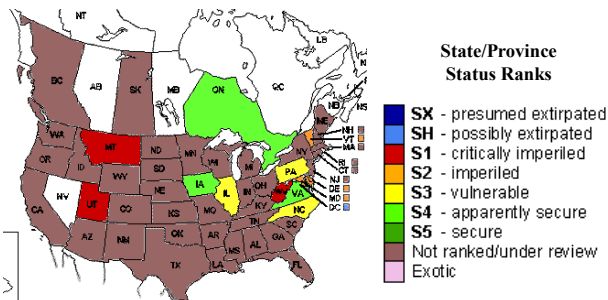 NT
LB
BC
AB
SK
MB
ON
QC
NB
NS
ME
WA
MT
ND
MN
NH
VT
MA
OR
ID
WY
SD
WI
MI
NY
RI
CT
NJ
DE
MD
DC
PA
NV
UT
CO
NE
IA
IL
IN
OH
VA
CA
KS
MO
KY
TN
NC
SC
AZ
NM
OK
AR
MS
AL
GA
TX
LA
FL
State/Province
Status Ranks
SX - presumed extirpated
SH - possibly extirpated
S1 - critically imperiled
S2 - imperiled
S3 - vulnerable
S4 - apparently secure
S5 - secure
Not ranked/under review
Exotic